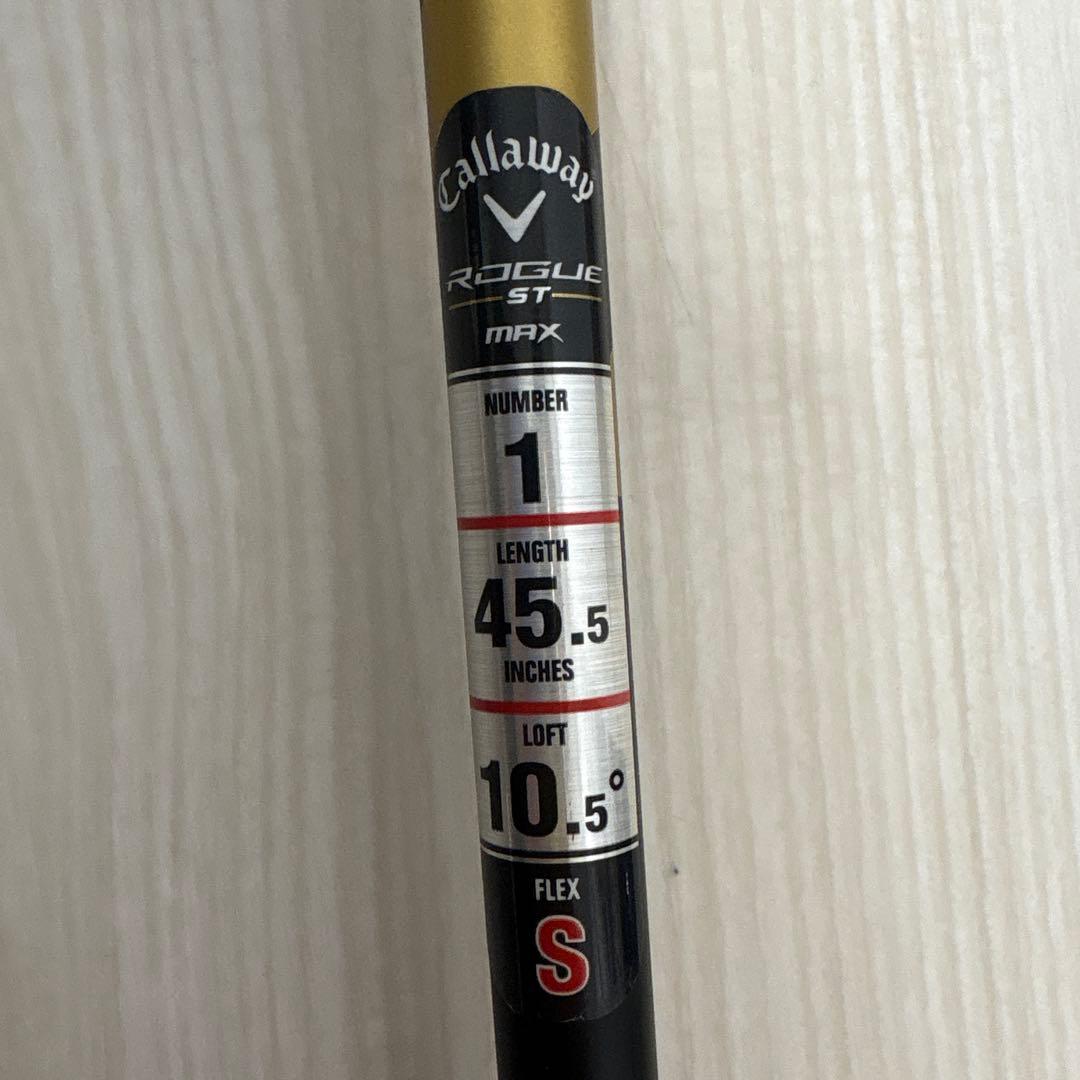 Callaway
ROGUE
ST
MAX
NUMBER
1
LENGTH
45.5
INCHES
LOFT
10.5°
FLEX
S